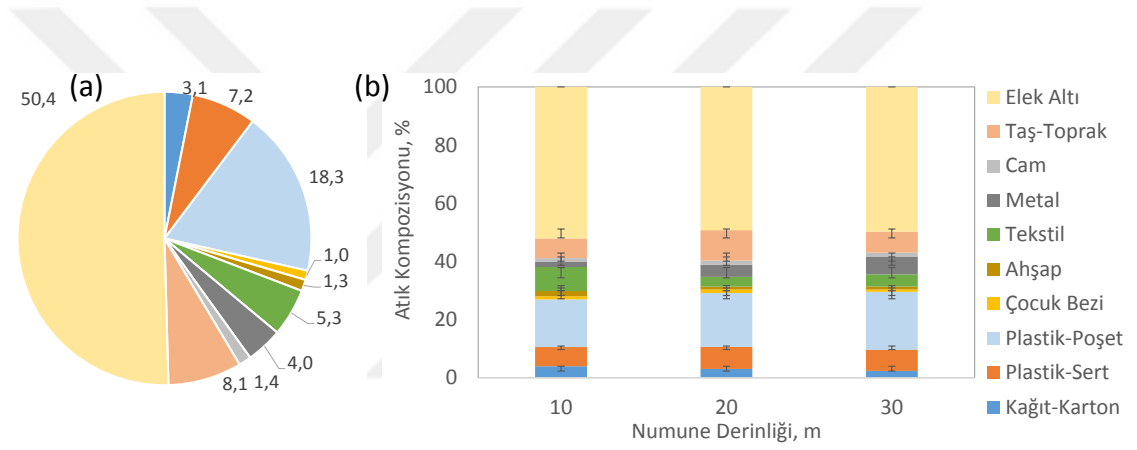 (a)
50,4
3,1
7,2
18,3
1,0
1,3
5,3
4,0
1,4
8,1
(b)
Atık Kompozisyonu, %
100
80
60
40
20
0
10
20
30
Numune Derinliği, m
Elek Altı
Taş-Toprak
Cam
Metal
Tekstil
Ahşap
Çocuk Bezi
Plastik-Poşet
Plastik-Sert
Kağıt-Karton